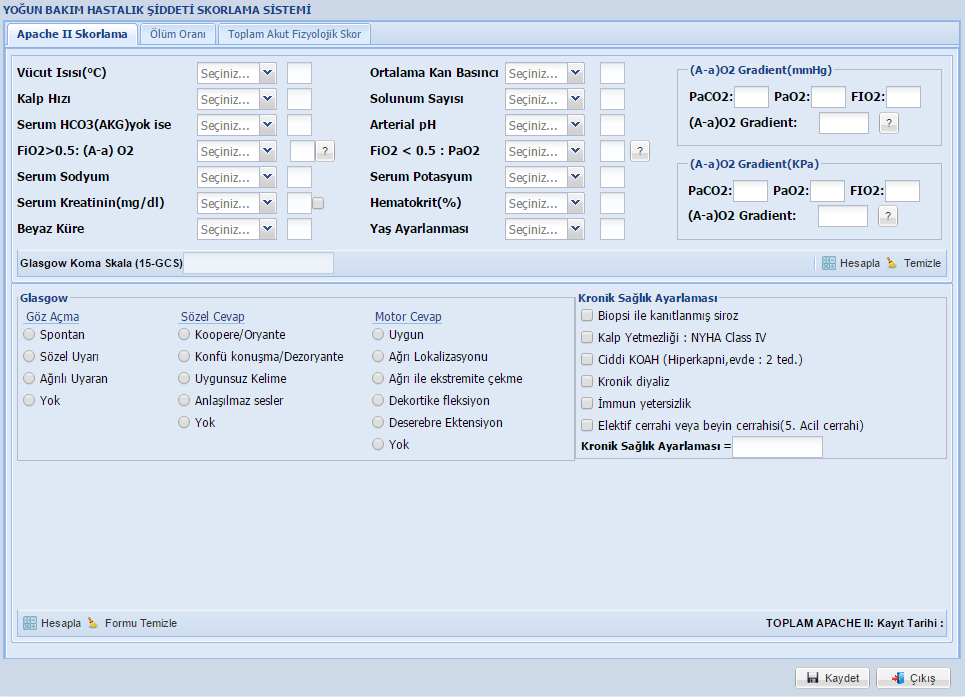 YOĞUN BAKIM HASTALIK ŞİDDETİ SKORLAMA SİSTEMİ
Apache II Skorlama Ölüm Oranı Toplam Akut Fizyolojik Skor
Vücut Isısı(°C) Seçiniz... Ortalama Kan Basıncı Seçiniz... (A-a)O2 Gradient(mmHg)
Kalp Hızı Seçiniz... Solunum Sayısı Seçiniz... PaCO2: PaO2: FIO2:
Serum HCO3(AKG)yok ise Seçiniz... Arterial pH Seçiniz... (A-a)O2 Gradient: ?
FiO2>0.5: (A-a) O2 Seçiniz... ? FiO2 < 0.5 : PaO2 Seçiniz... ?
(A-a)O2 Gradient(KPa)
Serum Sodyum Seçiniz... Serum Potasyum Seçiniz... PaCO2: PaO2: FIO2:
Serum Kreatinin(mg/dl) Seçiniz... Hematokrit(%) Seçiniz... (A-a)O2 Gradient: ?
Beyaz Küre Seçiniz... Yaş Ayarlanması Seçiniz...
Glasgow Koma Skala (15-GCS) Hesapla Temizle
Glasgow Kronik Sağlık Ayarlaması
Göz Açma Sözel Cevap Motor Cevap Biopsi ile kanıtlanmış siroz
Spontan Koopere/Oryante Uygun Kalp Yetmezliği : NYHA Class IV
Sözel Uyarı Konfü konuşma/Dezoryante Ağrı Lokalizasyonu Ciddi KOAH (Hiperkapni,evde : 2 ted.)
Ağrılı Uyaran Uygunsuz Kelime Ağrı ile ekstremite çekme Kronik diyaliz
Yok Anlaşılmaz sesler Dekortike fleksiyon İmmun yetersizlik
Yok Deserebre Ektensiyon Elektif cerrahi veya beyin cerrahisi(5. Acil cerrahi)
Yok Kronik Sağlık Ayarlaması =
Hesapla Formu Temizle TOPLAM APACHE II: Kayıt Tarihi :
Kaydet Çıkış